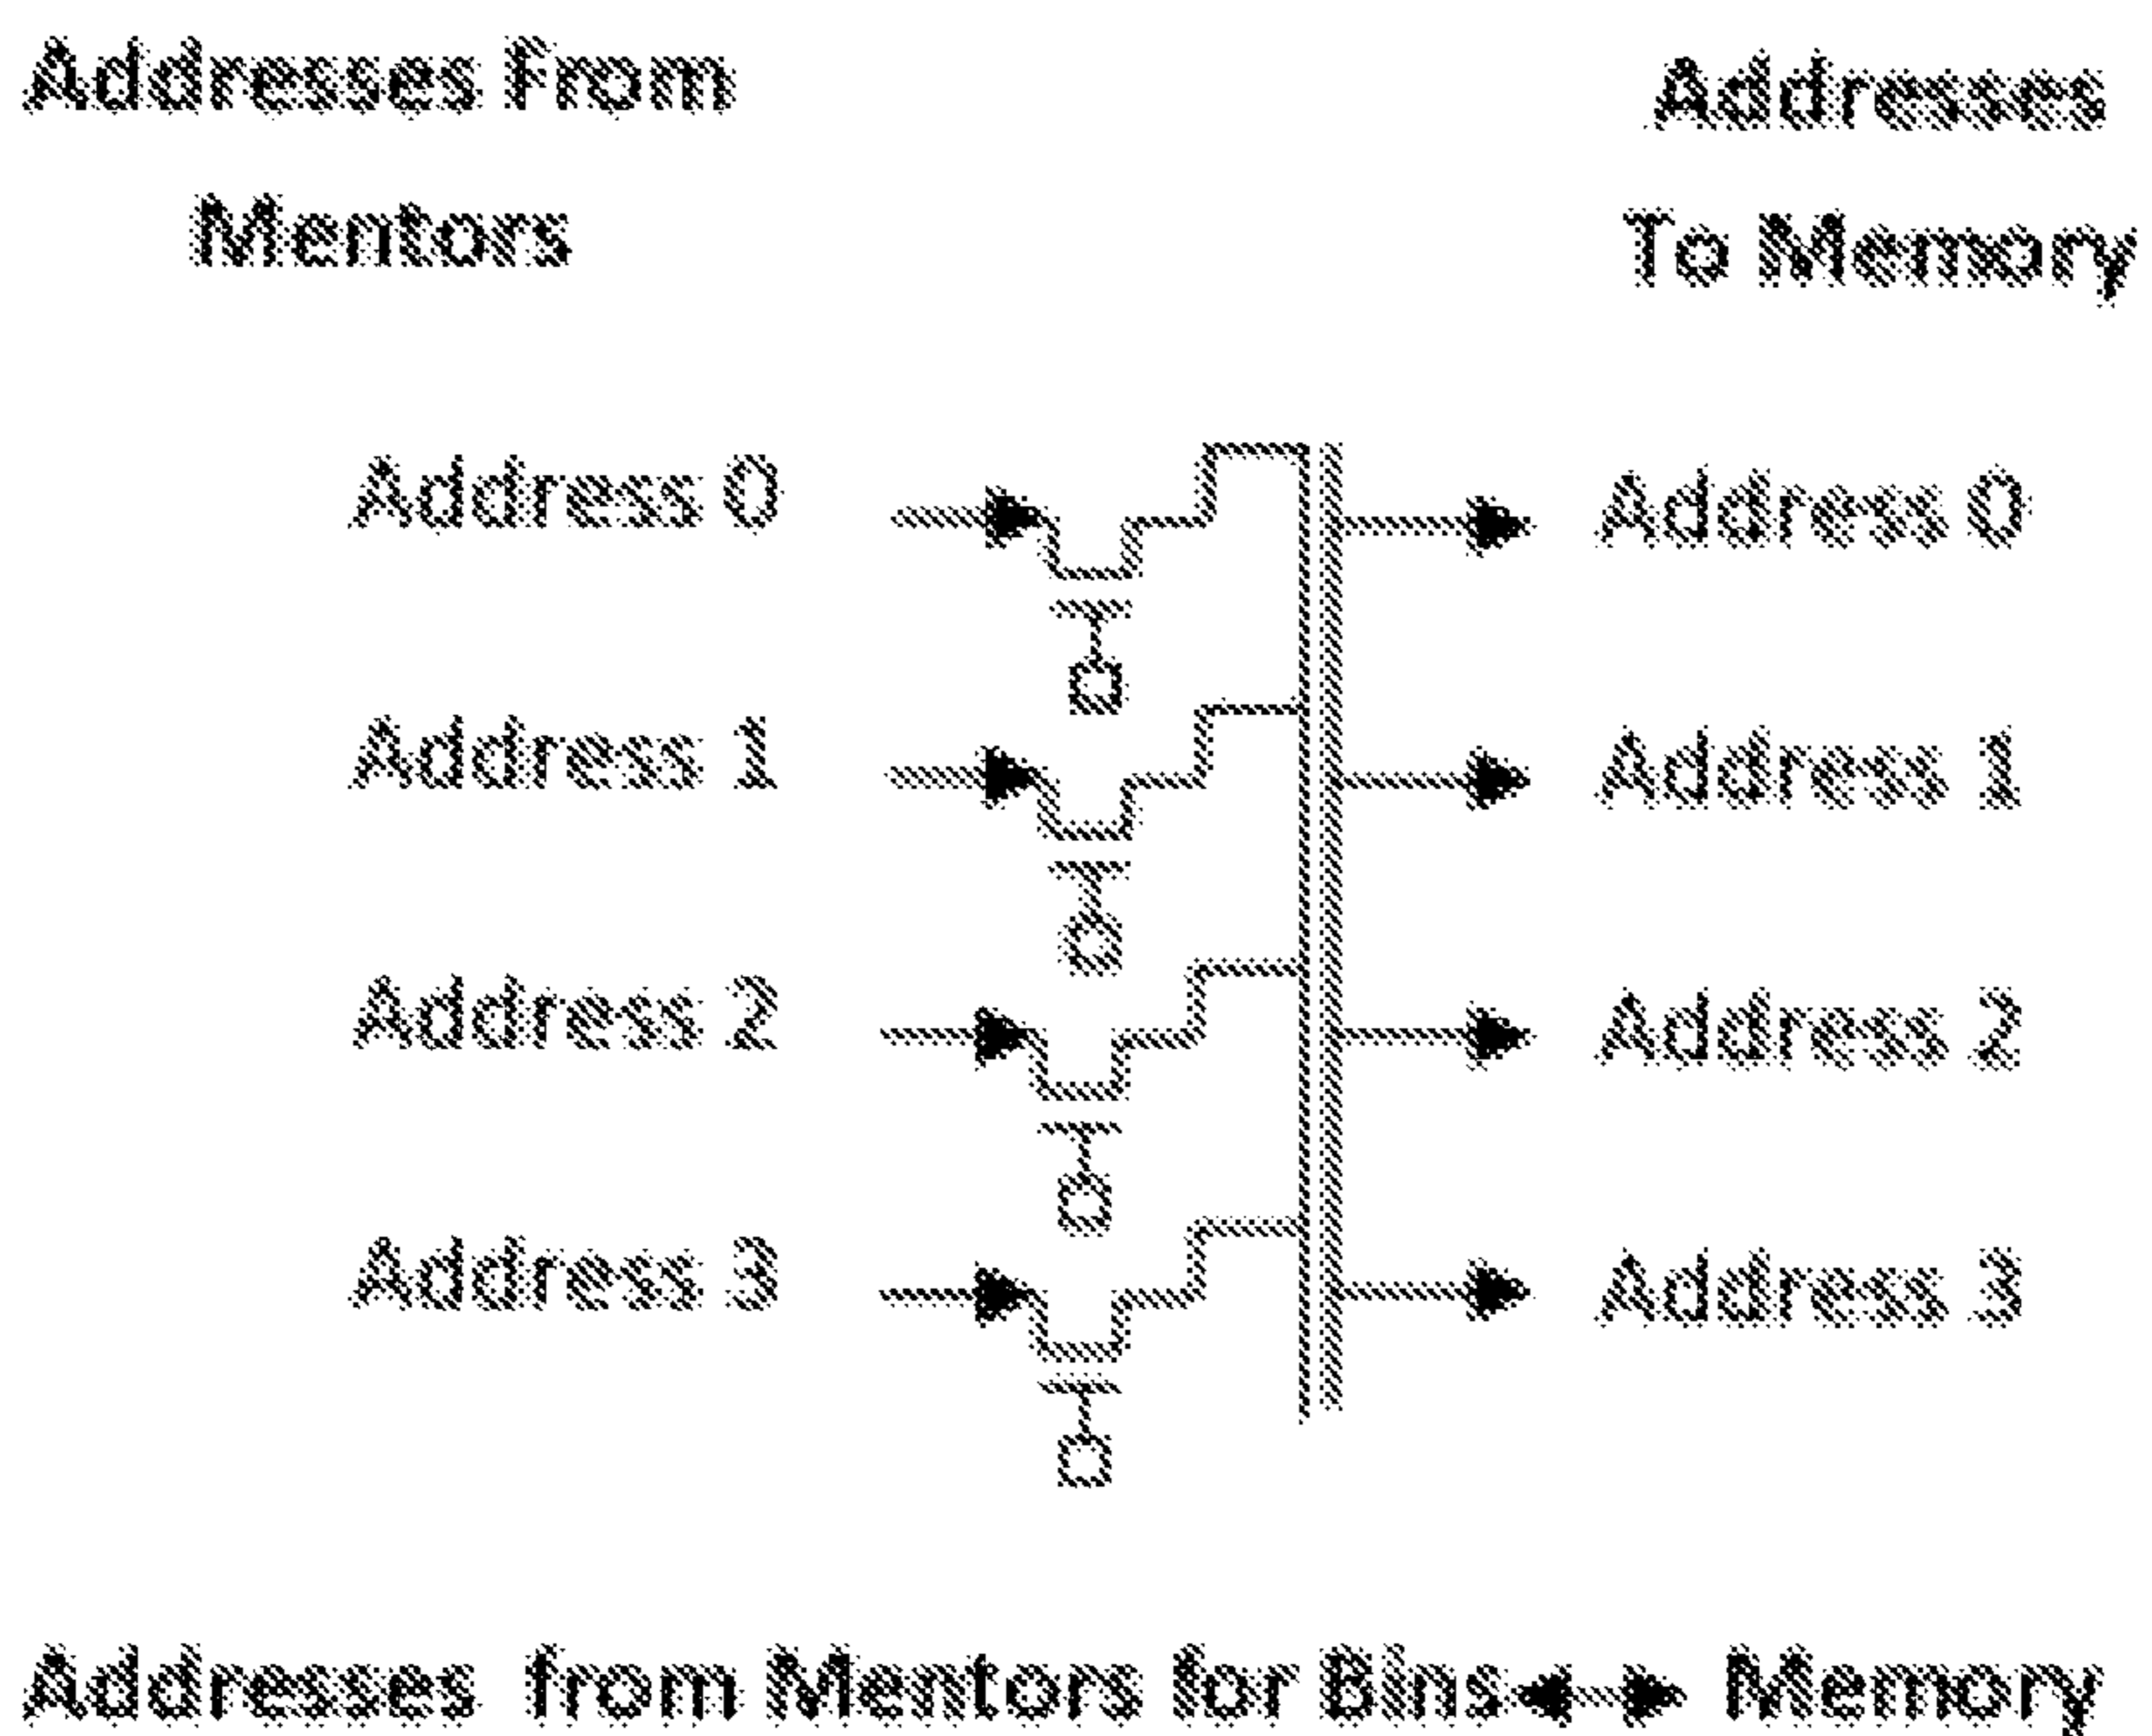 Addresses From
Mentors
Addresses
To Memory
Address 0
Address 0
Address 1
Address 1
Address 2
Address 2
Address 3
Address 3
Addresses from Mentors for Bins Memory